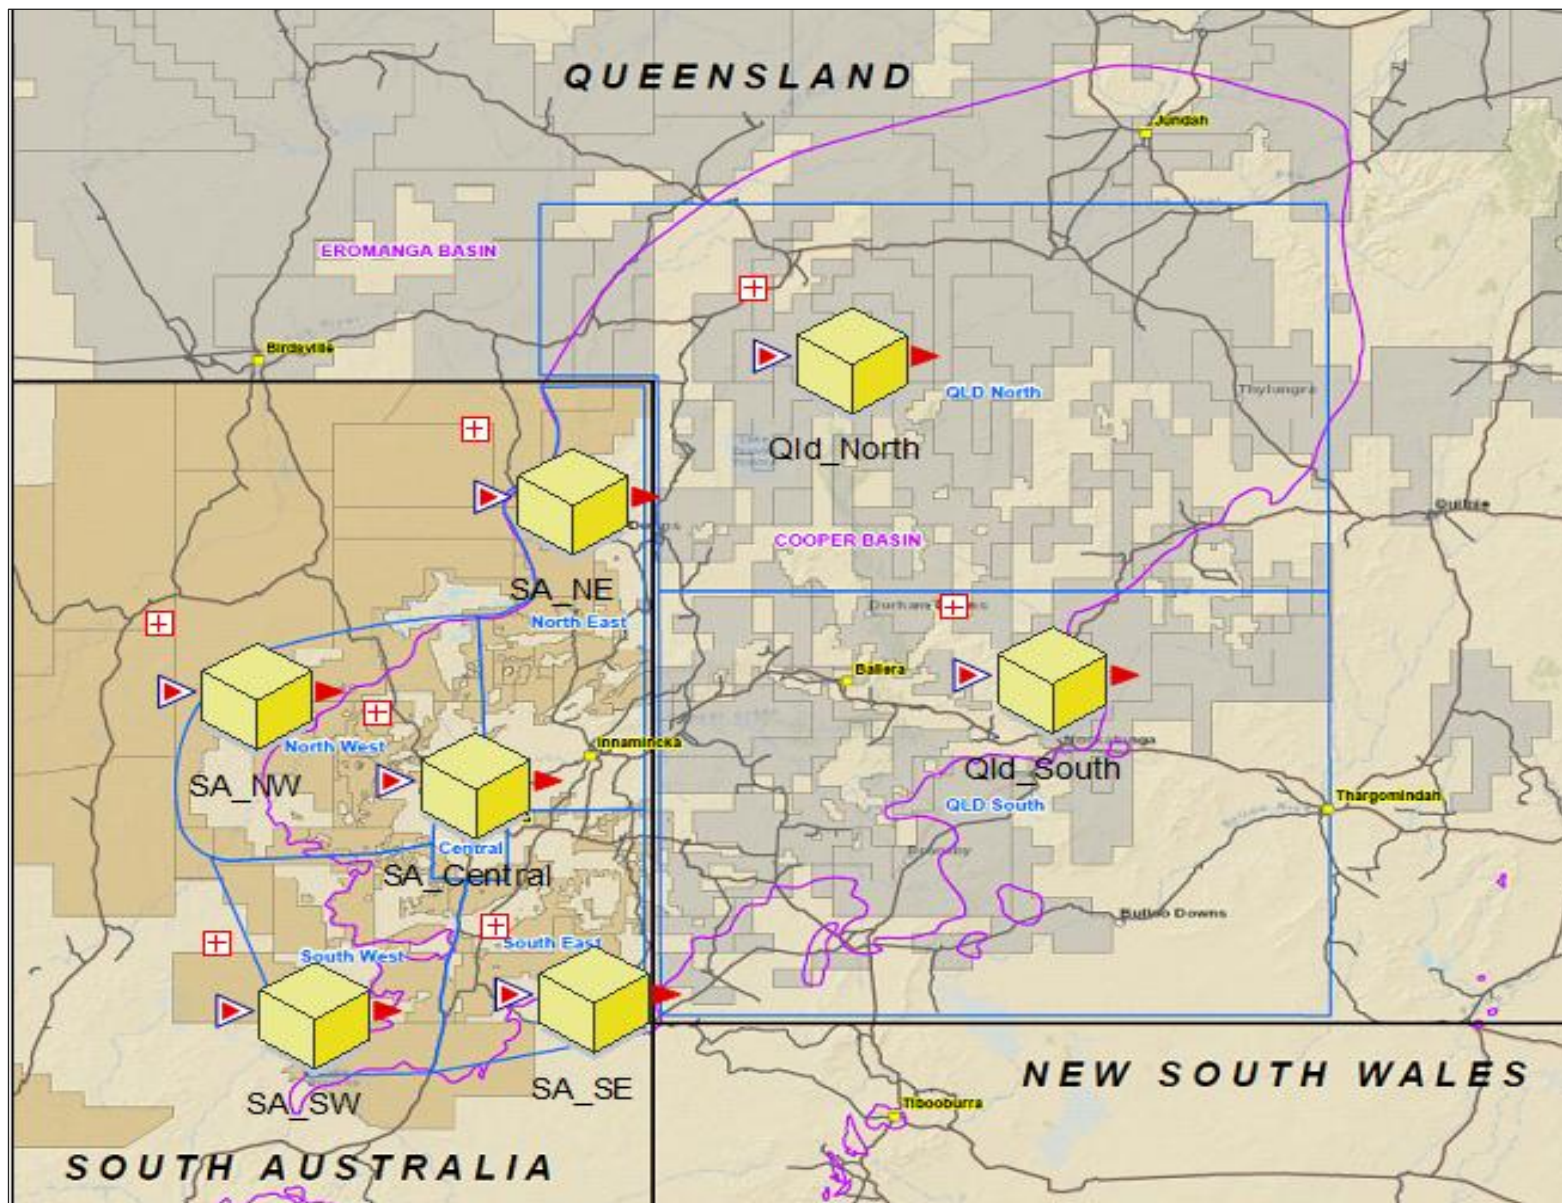 QUEENSLAND
Jundah
EROMANGA BASIN
Birdsville
QLD North
Thylungra
Qld_North
Quilpie
COOPER BASIN
SA_NE
North East
Durham Downs
Ballera
North West
Innamincka
SA_NW
Qld_South
QLD South
Thargomindah
Central
SA_Central
Bulloo Downs
South East
South West
SA_SE
SA_SW
NEW SOUTH WALES
Tibooburra
SOUTH AUSTRALIA